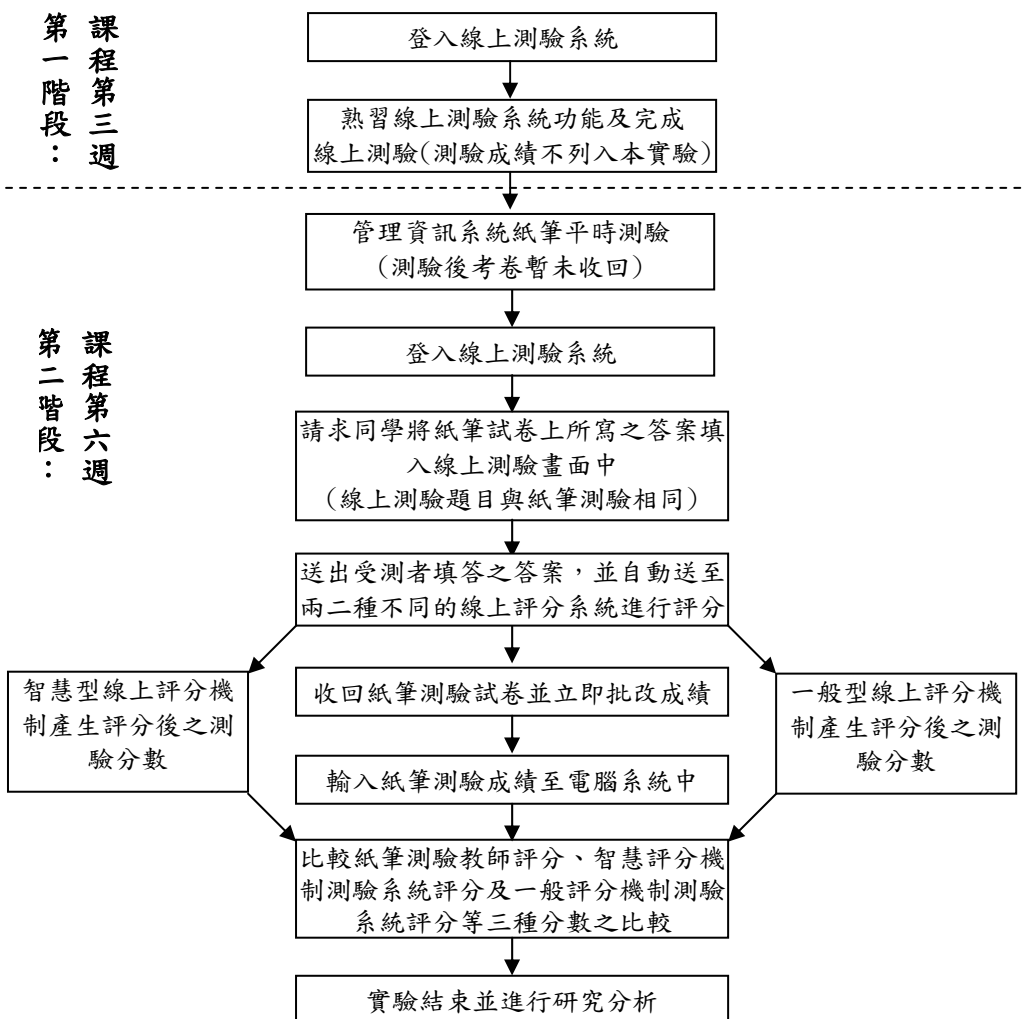 第一階段：
課程第三週
登入線上測驗系統
熟習線上測驗系統功能及完成
線上測驗(測驗成績不列入本實驗)
管理資訊系統紙筆平時測驗
(測驗後考卷暫未收回)
第二階段：
課程第六週
登入線上測驗系統
請求同學將紙筆試卷上所寫之答案填
入線上測驗畫面中
(線上測驗題目與紙筆測驗相同)
送出受測者填答之答案，並自動送至
兩二種不同的線上評分系統進行評分
智慧型線上評分機
制產生評分後之測
驗分數
收回紙筆測驗試卷並立即批改成績
一般型線上評分機
制產生評分後之測
驗分數
輸入紙筆測驗成績至電腦系統中
比較紙筆測驗教師評分、智慧評分機
制測驗系統評分及一般評分機制測驗
系統評分等三種分數之比較
實驗結束並進行研究分析